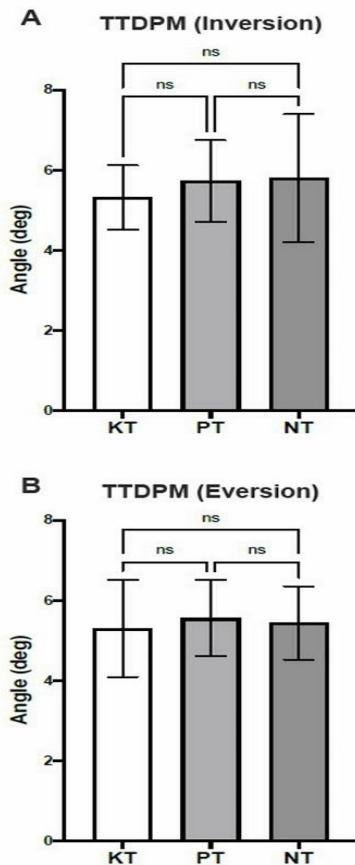 A
TTDPM (Inversion)
ns
ns ns
8
6
4
2
0
Angle (deg)
KT PT NT
B
TTDPM (Eversion)
ns
ns ns
8
6
4
2
0
Angle (deg)
KT PT NT